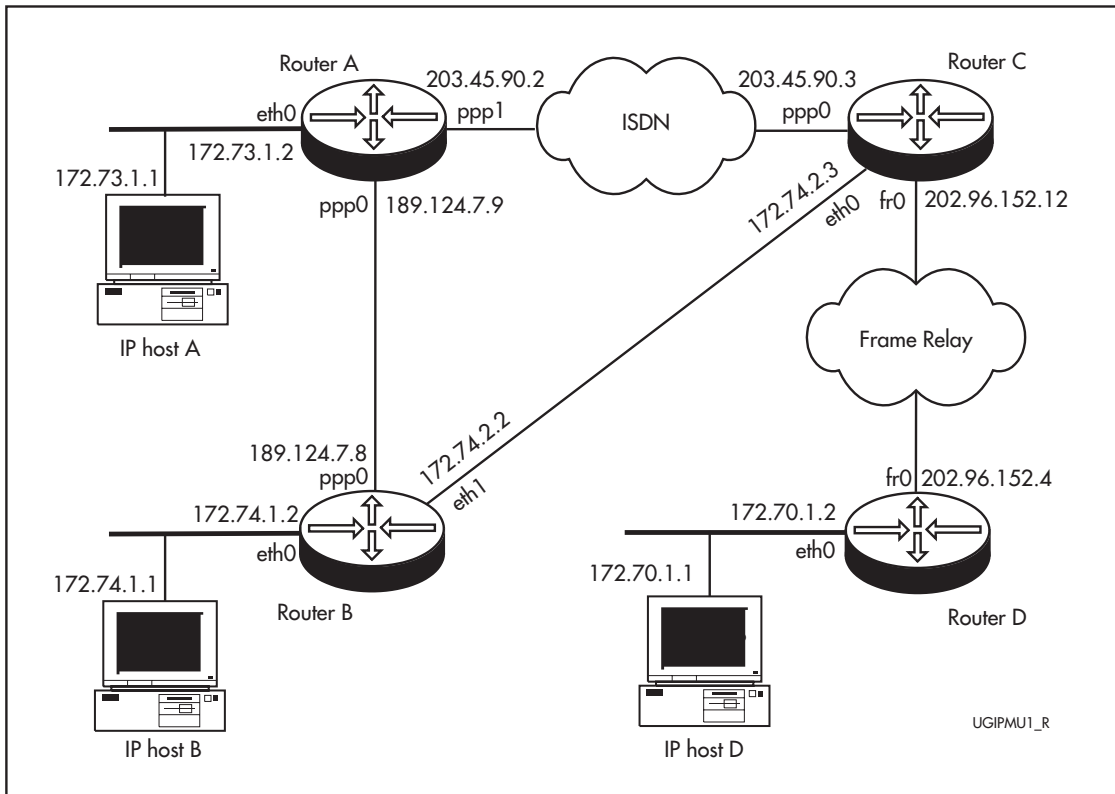 Router A
Router C
203.45.90.2
203.45.90.3
eth0
ppp1
ISDN
ppp0
172.73.1.2
172.73.1.1
ppp0
189.124.7.9
172.74.2.3
eth0
fr0
202.96.152.12
IP host A
Frame Relay
189.124.7.8
ppp0
172.74.2.2
eth1
fr0
202.96.152.4
172.74.1.2
eth0
172.70.1.2
eth0
172.74.1.1
172.70.1.1
Router B
Router D
IP host B
IP host D
UGIPMU1_R